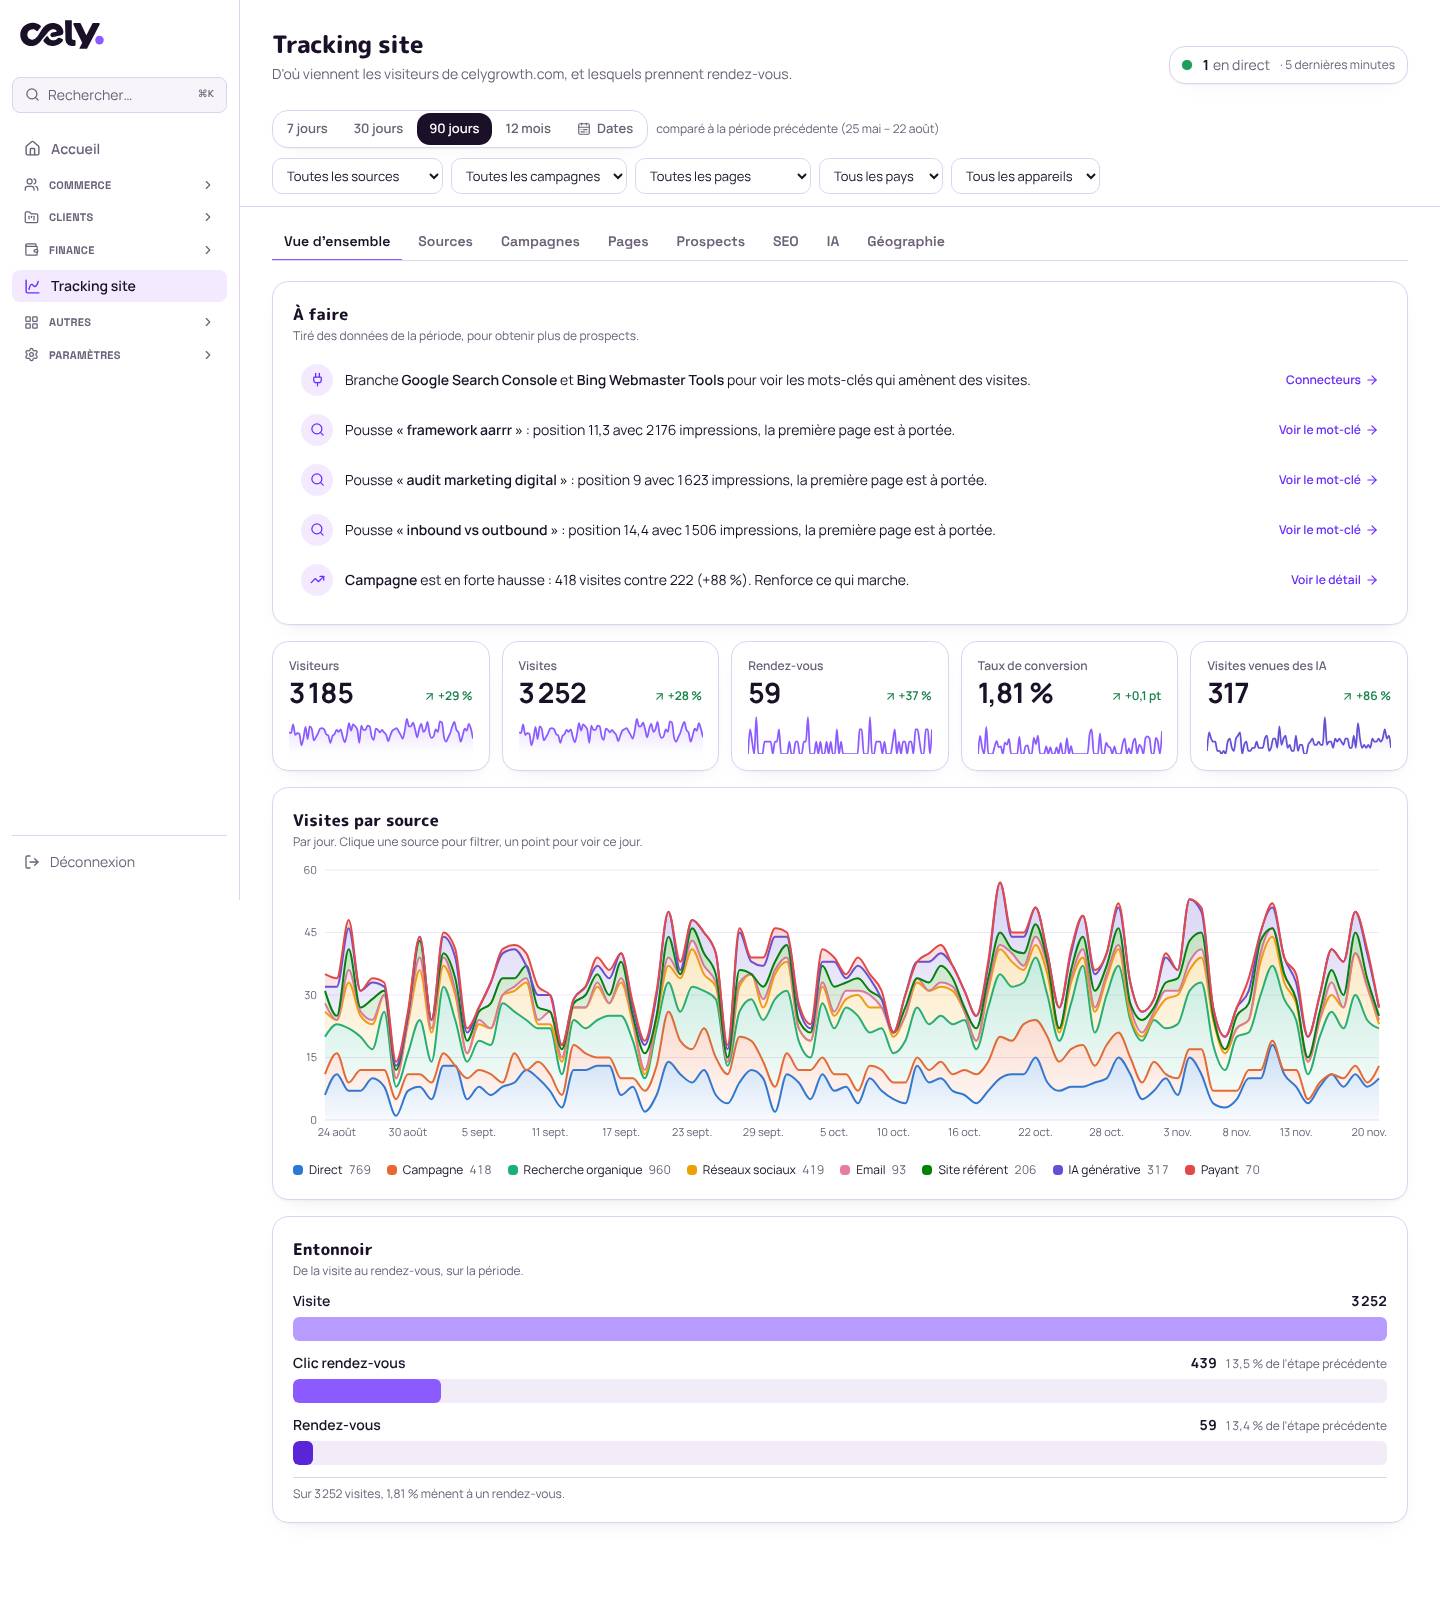 cely.
Rechercher... ⌘K
Accueil
COMMERCE
CLIENTS
FINANCE
Tracking site
AUTRES
PARAMÈTRES
Déconnexion
Tracking site
D'où viennent les visiteurs de celygrowth.com, et lesquels prennent rendez-vous.
1 en direct · 5 dernières minutes
7 jours 30 jours 90 jours 12 mois Dates comparé à la période précédente (25 mai – 22 août)
Toutes les sources Toutes les campagnes Toutes les pages Tous les pays Tous les appareils
Vue d'ensemble Sources Campagnes Pages Prospects SEO IA Géographie
À faire
Tiré des données de la période, pour obtenir plus de prospects.
Branche Google Search Console et Bing Webmaster Tools pour voir les mots-clés qui amènent des visites. Connecteurs →
Pousse « framework aarrr » : position 11,3 avec 2 176 impressions, la première page est à portée. Voir le mot-clé →
Pousse « audit marketing digital » : position 9 avec 1 623 impressions, la première page est à portée. Voir le mot-clé →
Pousse « inbound vs outbound » : position 14,4 avec 1 506 impressions, la première page est à portée. Voir le mot-clé →
Campagne est en forte hausse : 418 visites contre 222 (+88 %). Renforce ce qui marche. Voir le détail →
Visiteurs
3 185 +29 %
Visites
3 252 +28 %
Rendez-vous
59 +37 %
Taux de conversion
1,81 % +0,1 pt
Visites venues des IA
317 +86 %
Visites par source
Par jour. Clique une source pour filtrer, un point pour voir ce jour.
60
45
30
15
0
24 août 30 août 5 sept. 11 sept. 17 sept. 23 sept. 29 sept. 5 oct. 10 oct. 16 oct. 22 oct. 28 oct. 3 nov. 8 nov. 13 nov. 20 nov.
Direct 769 Campagne 418 Recherche organique 960 Réseaux sociaux 419 Email 93 Site référent 206 IA générative 317 Payant 70
Entonnoir
De la visite au rendez-vous, sur la période.
Visite 3 252
Clic rendez-vous 439 13,5 % de l'étape précédente
Rendez-vous 59 13,4 % de l'étape précédente
Sur 3 252 visites, 1,81 % mènent à un rendez-vous.